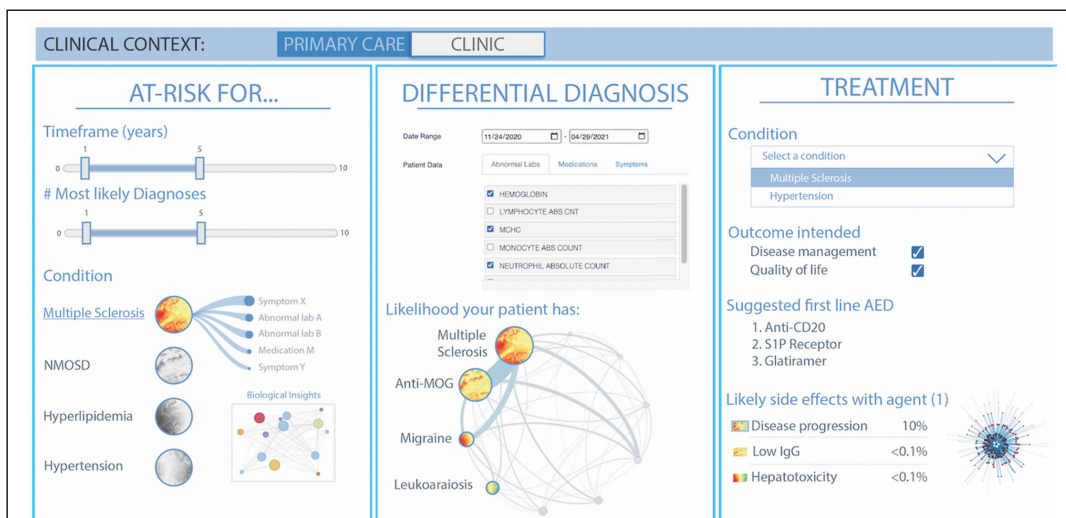 CLINICAL CONTEXT:
PRIMARY CARE
CLINIC
AT-RISK FOR...
Timeframe (years)
1
5
0
10
# Most likely Diagnoses
1
5
0
10
Condition
Multiple Sclerosis
Symptom X
Abnormal lab A
Abnormal lab B
Medication M
Symptom Y
NMOSD
Hyperlipidemia
Hypertension
Biological Insights
DIFFERENTIAL DIAGNOSIS
Date Range
11/24/2020 - 04/29/2021
Patient Data
Abnormal Labs
Medications
Symptoms
HEMOGLOBIN
LYMPHOCYTE ABS CNT
MCHC
MONOCYTE ABS COUNT
NEUTROPHIL ABSOLUTE COUNT
Likelihood your patient has:
Multiple
Sclerosis
Anti-MOG
Migraine
Leukoaraiosis
TREATMENT
Condition
Select a condition
Multiple Sclerosis
Hypertension
Outcome intended
Disease management
Quality of life
Suggested first line AED
1. Anti-CD20
2. S1P Receptor
3. Glatiramer
Likely side effects with agent (1)
Disease progression 10%
Low IgG <0.1%
Hepatotoxicity <0.1%